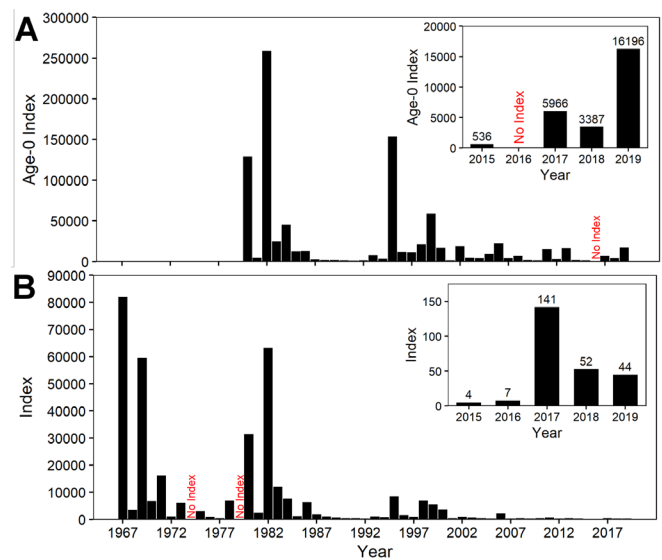 A
300000
250000
200000
150000
100000
50000
0
Age-0 Index
No Index
20000
15000
10000
5000
0
Age-0 Index
536
No Index
5966
3387
16196
2015 2016 2017 2018 2019
Year
B
90000
80000
70000
60000
50000
40000
30000
20000
10000
0
Index
No Index
No Index
150
100
50
0
Index
4
7
141
52
44
2015 2016 2017 2018 2019
Year
1967 1972 1977 1982 1987 1992 1997 2002 2007 2012 2017
Year